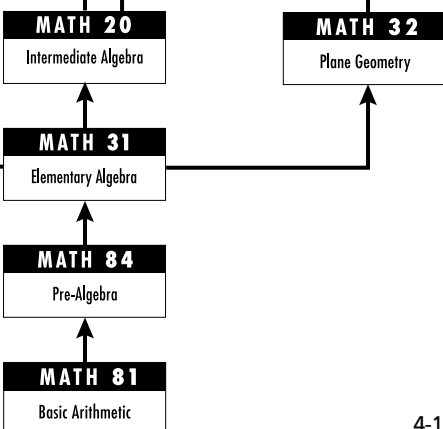 MATH 20
Intermediate Algebra
MATH 32
Plane Geometry
MATH 31
Elementary Algebra
MATH 84
Pre-Algebra
MATH 81
Basic Arithmetic
4-1